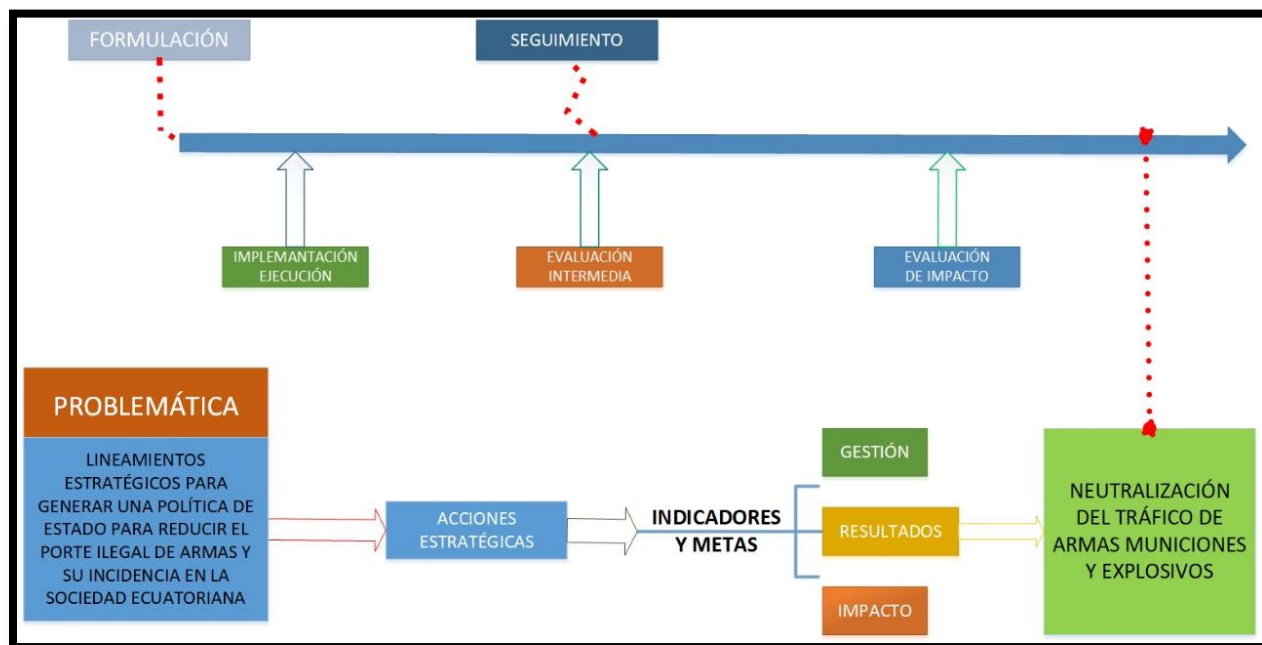 FORMULACIÓN
SEGUIMIENTO
IMPLEMANTACIÓN
EJECUCIÓN
EVALUACIÓN
INTERMEDIA
EVALUACIÓN
DE IMPACTO
PROBLEMÁTICA
LINEAMIENTOS
ESTRATÉGICOS PARA
GENERAR UNA POLÍTICA DE
ESTADO PARA REDUCIR EL
PORTE ILEGAL DE ARMAS Y
SU INCIDENCIA EN LA
SOCIEDAD ECUATORIANA
ACCIONES
ESTRATÉGICAS
INDICADORES
Y METAS
GESTIÓN
RESULTADOS
IMPACTO
NEUTRALIZACIÓN
DEL TRÁFICO DE
ARMAS MUNICIONES
Y EXPLOSIVOS